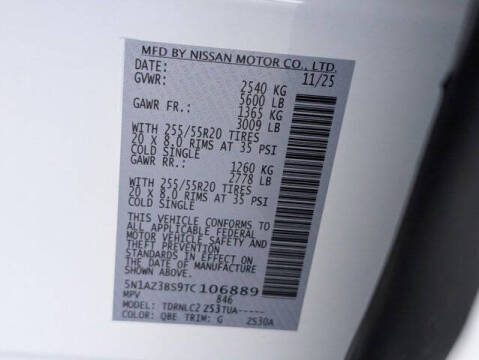 MFD BY NISSAN MOTOR CO., LTD.
DATE: 11/25
GVWR: 2540 KG
5600 LB
GAWR FR.: 1365 KG
3009 LB
WITH 255/55R20 TIRES
20 X 8.0 RIMS AT 35 PSI
COLD SINGLE
GAWR RR.: 1260 KG
2778 LB
WITH 255/55R20 TIRES
20 X 8.0 RIMS AT 35 PSI
COLD SINGLE
THIS VEHICLE CONFORMS TO
ALL APPLICABLE FEDERAL
MOTOR VEHICLE SAFETY AND
THEFT PREVENTION
STANDARDS IN EFFECT ON
THE DATE OF MFR. SHOWN
ABOVE.
5N1AZ3BS9TC106889
MPV 846
MODEL: TDRNLC2 ZS3TUA-----
COLOR: QBE TRIM: G ZS30A